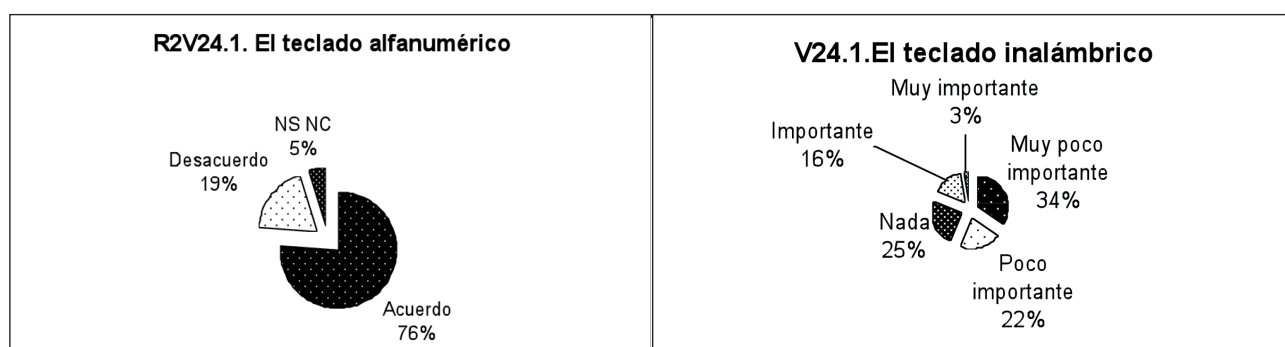 R2V24.1. El teclado alfanumérico
NS NC
5%
Desacuerdo
19%
Acuerdo
76%
V24.1.El teclado inalámbrico
Muy importante
3%
Importante
16%
Muy poco
importante
34%
Nada
25%
Poco
importante
22%